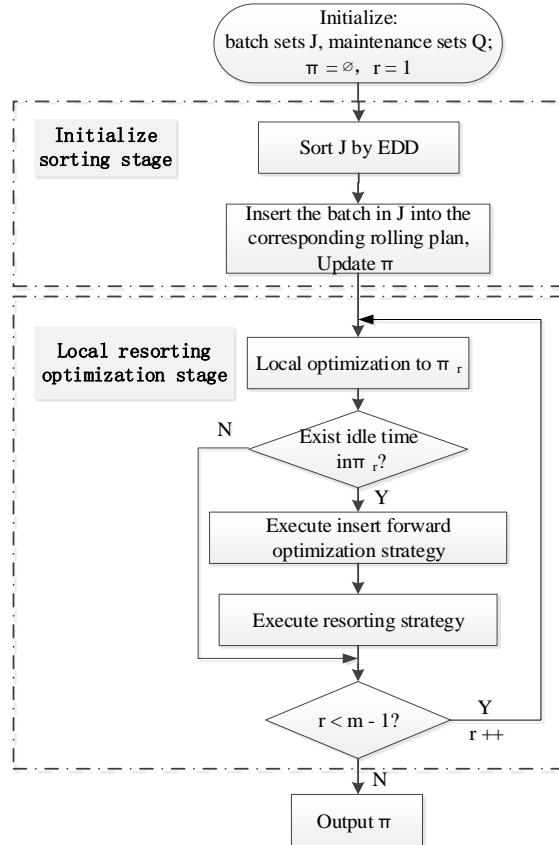 Initialize:
batch sets J, maintenance sets Q;
π = ∅, r = 1
Initialize
sorting stage
Sort J by EDD
Insert the batch in J into the
corresponding rolling plan,
Update π
Local resorting
optimization stage
Local optimization to π r
Exist idle time
inπ r?
N
Y
Execute insert forward
optimization strategy
Execute resorting strategy
r < m - 1?
Y
r ++
N
Output π